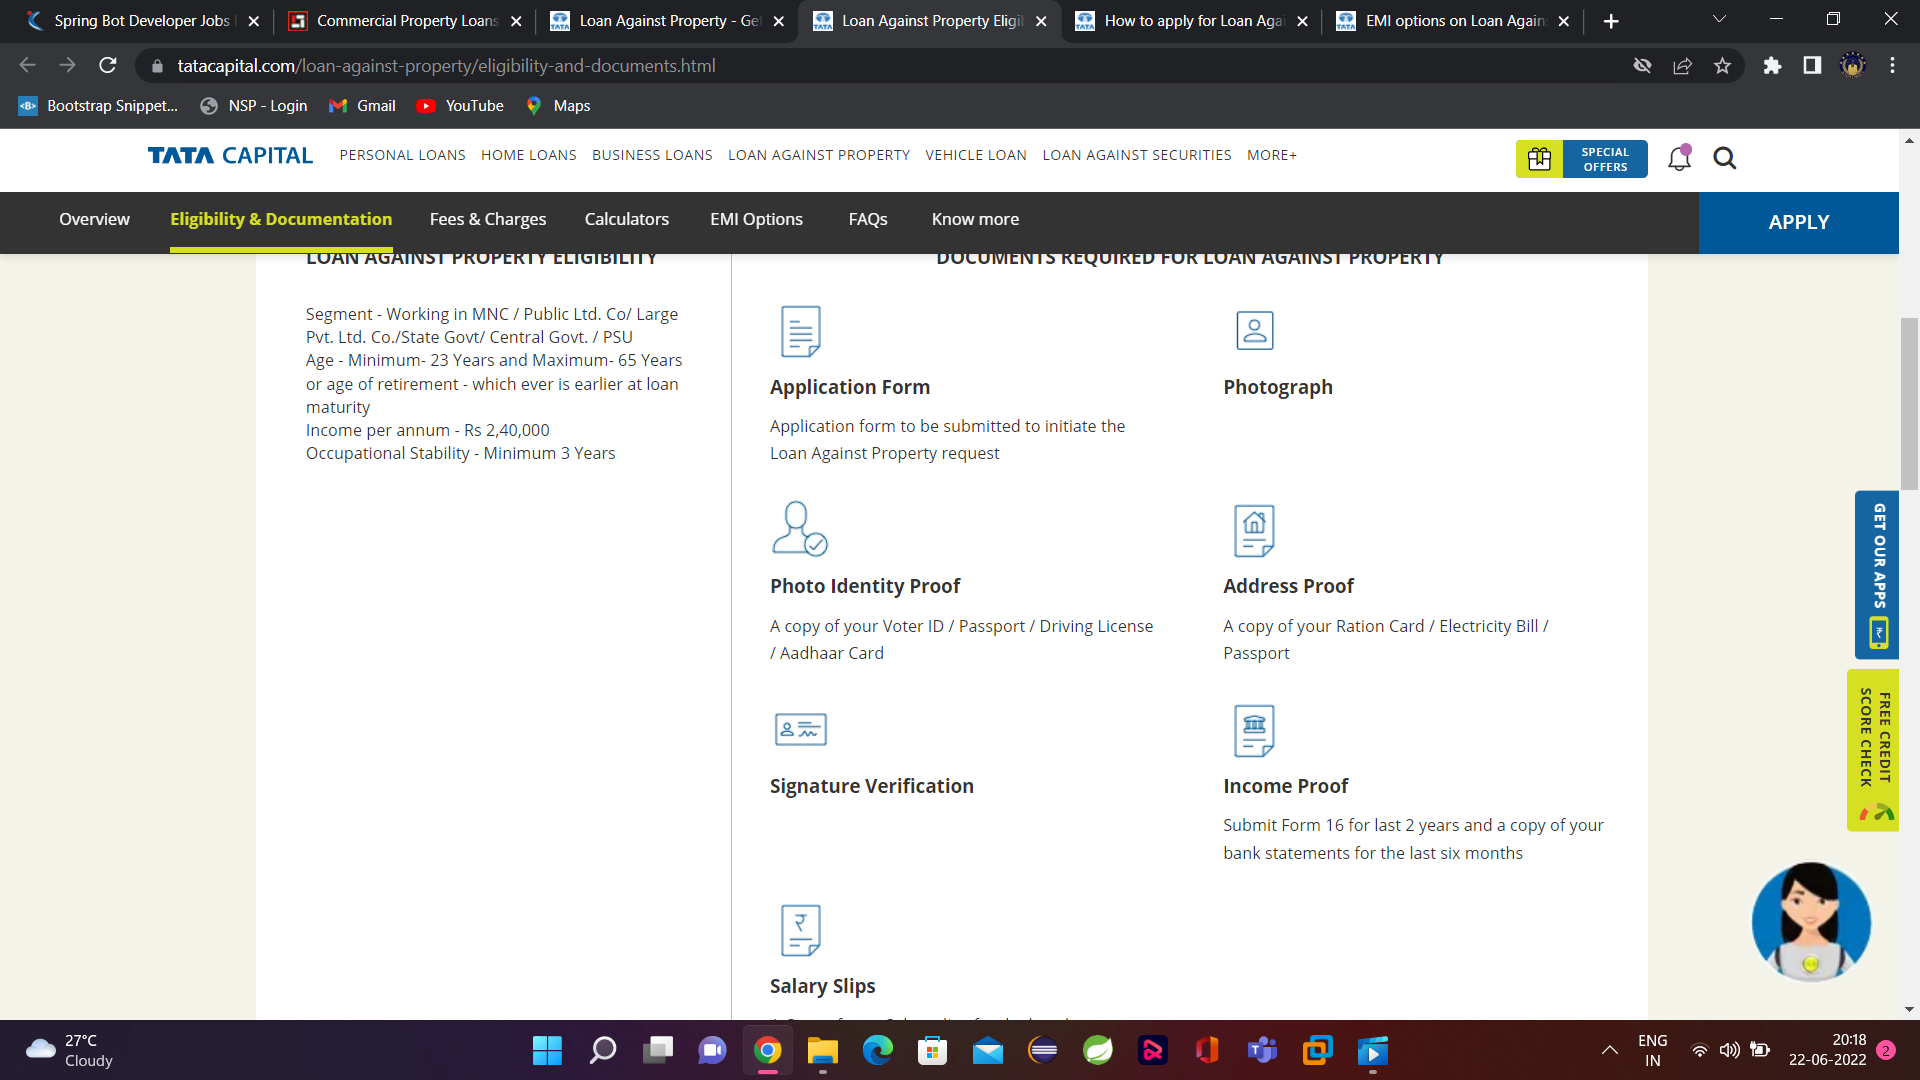 Spring Bot Developer Jobs
Commercial Property Loans
Loan Against Property - Get
Loan Against Property Eligib
How to apply for Loan Agai
EMI options on Loan Again
tatacapital.com/loan-against-property/eligibility-and-documents.html
Bootstrap Snippet...
NSP - Login
Gmail
YouTube
Maps
TATA CAPITAL
PERSONAL LOANS
HOME LOANS
BUSINESS LOANS
LOAN AGAINST PROPERTY
VEHICLE LOAN
LOAN AGAINST SECURITIES
MORE+
SPECIAL
OFFERS
Overview
Eligibility & Documentation
Fees & Charges
Calculators
EMI Options
FAQs
Know more
APPLY
LOAN AGAINST PROPERTY ELIGIBILITY
Segment - Working in MNC / Public Ltd. Co/ Large
Pvt. Ltd. Co./State Govt/ Central Govt. / PSU
Age - Minimum- 23 Years and Maximum- 65 Years
or age of retirement - which ever is earlier at loan
maturity
Income per annum - Rs 2,40,000
Occupational Stability - Minimum 3 Years
DOCUMENTS REQUIRED FOR LOAN AGAINST PROPERTY
Application Form
Application form to be submitted to initiate the
Loan Against Property request
Photograph
Photo Identity Proof
A copy of your Voter ID / Passport / Driving License
/ Aadhaar Card
Address Proof
A copy of your Ration Card / Electricity Bill /
Passport
Signature Verification
Income Proof
Submit Form 16 for last 2 years and a copy of your
bank statements for the last six months
Salary Slips
GET OUR APPS
FREE CREDIT
SCORE CHECK
27°C
Cloudy
ENG
IN
20:18
22-06-2022
2